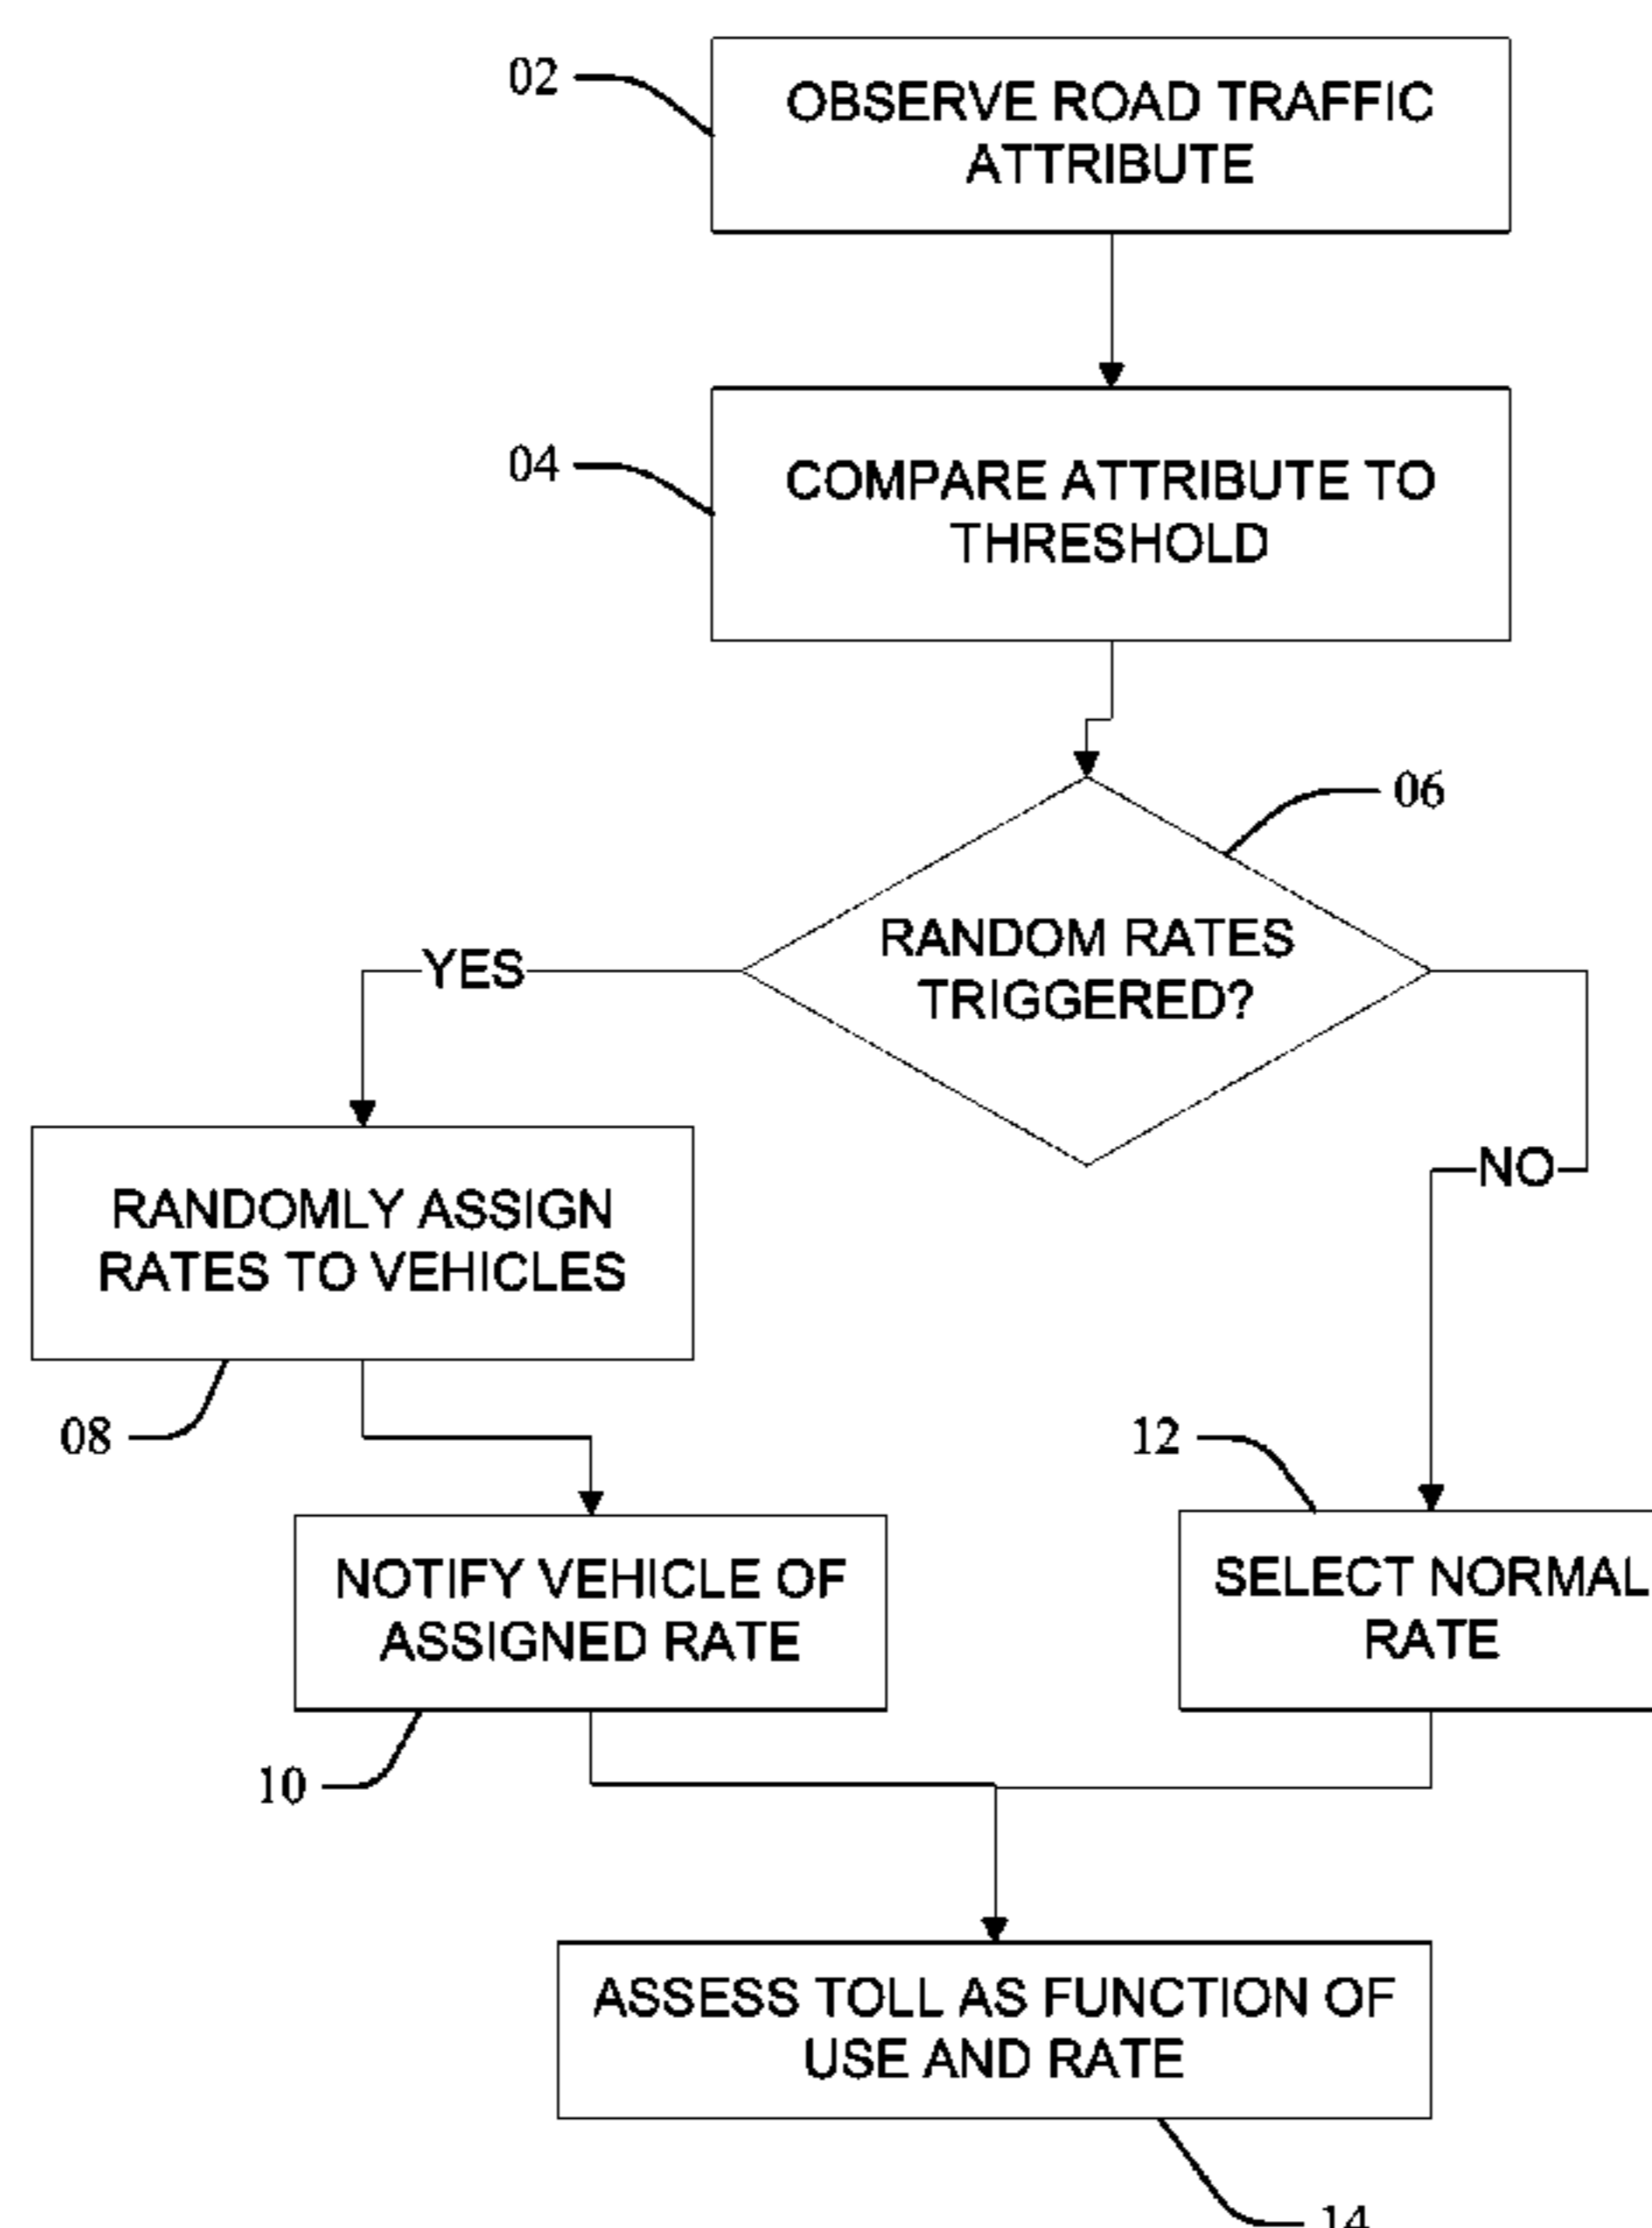 02
OBSERVE ROAD TRAFFIC
ATTRIBUTE
04
COMPARE ATTRIBUTE TO
THRESHOLD
06
RANDOM RATES
TRIGGERED?
YES
NO
RANDOMLY ASSIGN
RATES TO VEHICLES
08
12
NOTIFY VEHICLE OF
ASSIGNED RATE
SELECT NORMAL
RATE
10
ASSESS TOLL AS FUNCTION OF
USE AND RATE
14